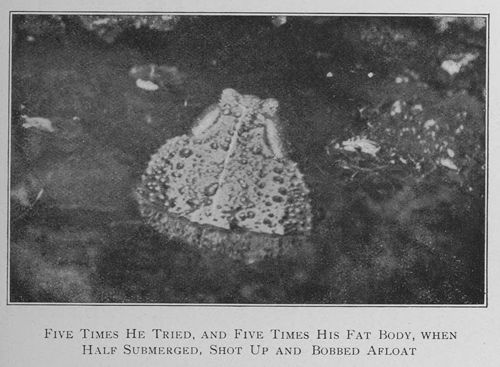 Five Times He Tried, and Five Times His Fat Body, when
Half Submerged, Shot Up and Bobbed Afloat